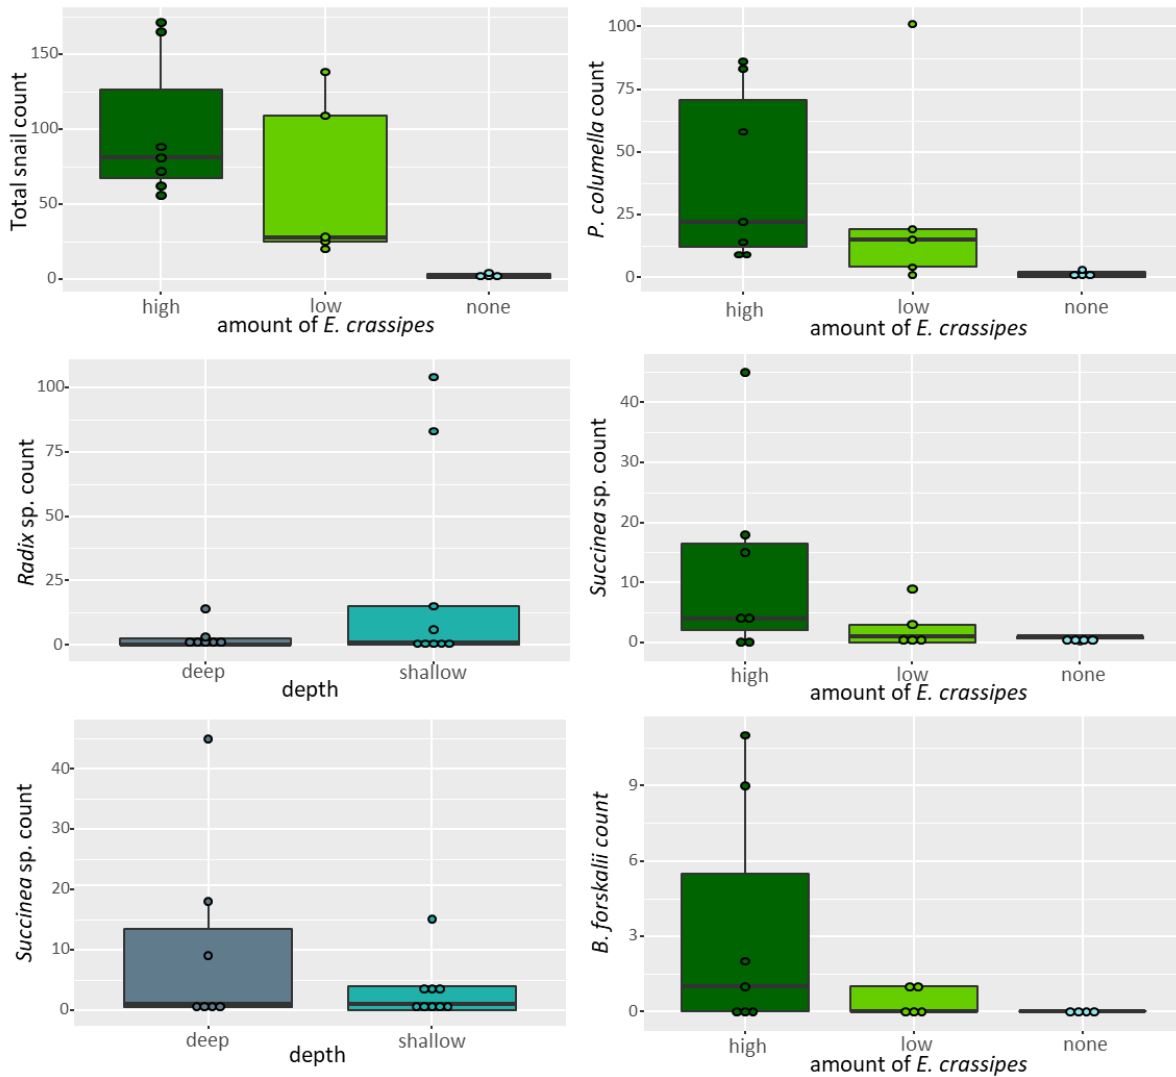 Total snail count
150
100
50
0
high
low
none
amount of E. crassipes
P. columella count
100
75
50
25
0
high
low
none
amount of E. crassipes
Radix sp. count
100
75
50
25
0
deep
shallow
depth
Succinea sp. count
40
30
20
10
0
high
low
none
amount of E. crassipes
Succinea sp. count
40
30
20
10
0
deep
shallow
depth
B. forskalii count
9
6
3
0
high
low
none
amount of E. crassipes